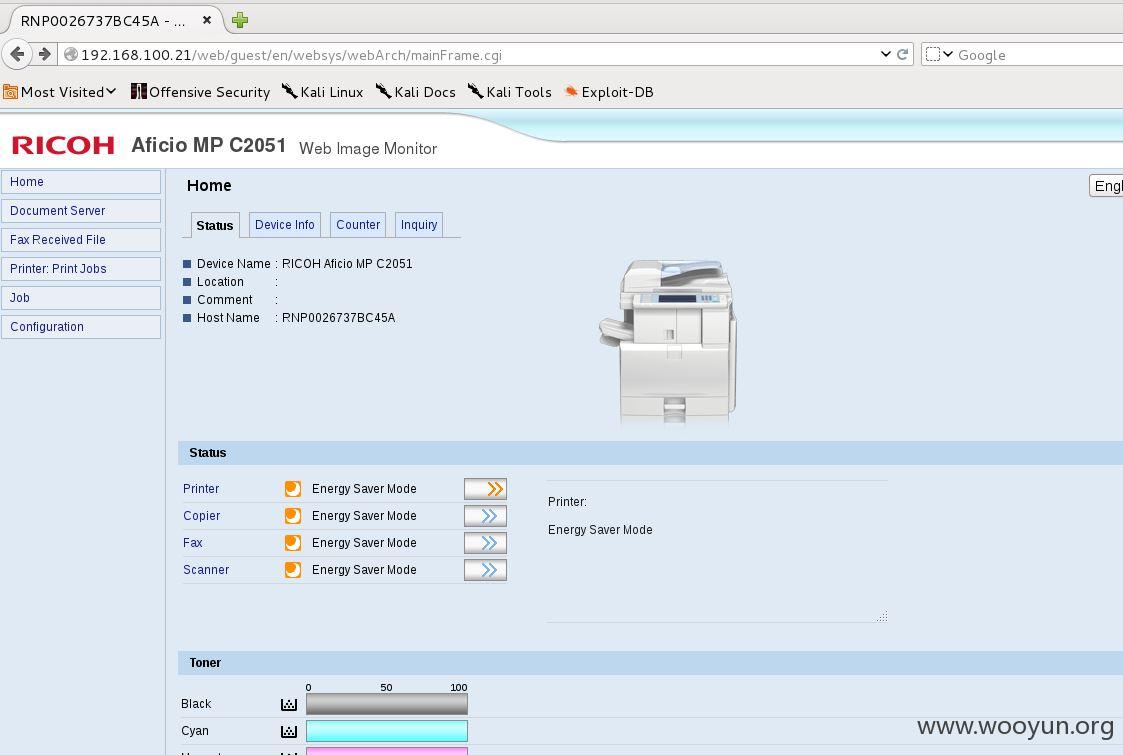 RNP0026737BC45A - ...
192.168.100.21/web/guest/en/websys/webArch/mainFrame.cgi
Google
Most Visited
Offensive Security
Kali Linux
Kali Docs
Kali Tools
Exploit-DB
RICOH Aficio MP C2051 Web Image Monitor
Home
Document Server
Fax Received File
Printer: Print Jobs
Job
Configuration
Home
Engl
Status
Device Info
Counter
Inquiry
Device Name : RICOH Aficio MP C2051
Location :
Comment :
Host Name : RNP0026737BC45A
Status
Printer Energy Saver Mode
Copier Energy Saver Mode
Fax Energy Saver Mode
Scanner Energy Saver Mode
Printer:
Energy Saver Mode
Toner
0 50 100
Black
Cyan
www.wooyun.org